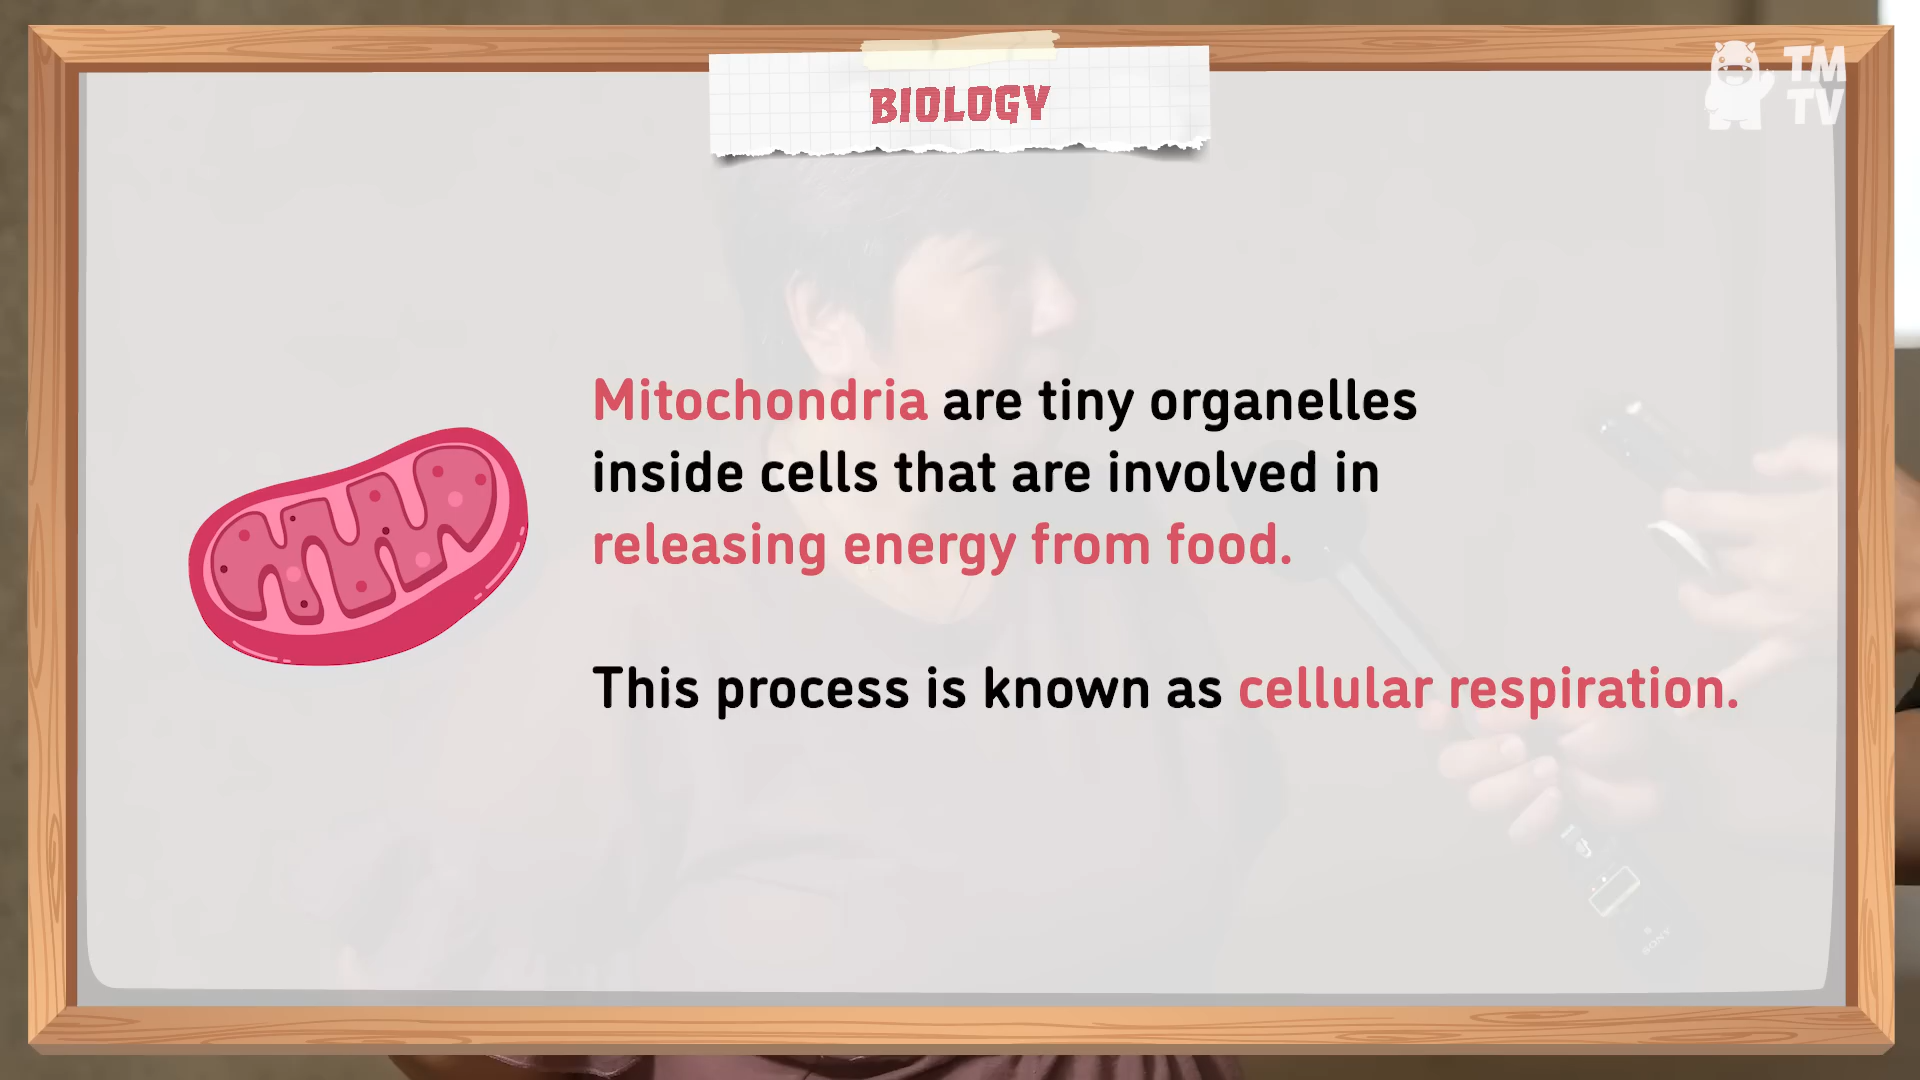 BIOLOGY
TM
TV
Mitochondria are tiny organelles
inside cells that are involved in
releasing energy from food.
This process is known as cellular respiration.
SONY